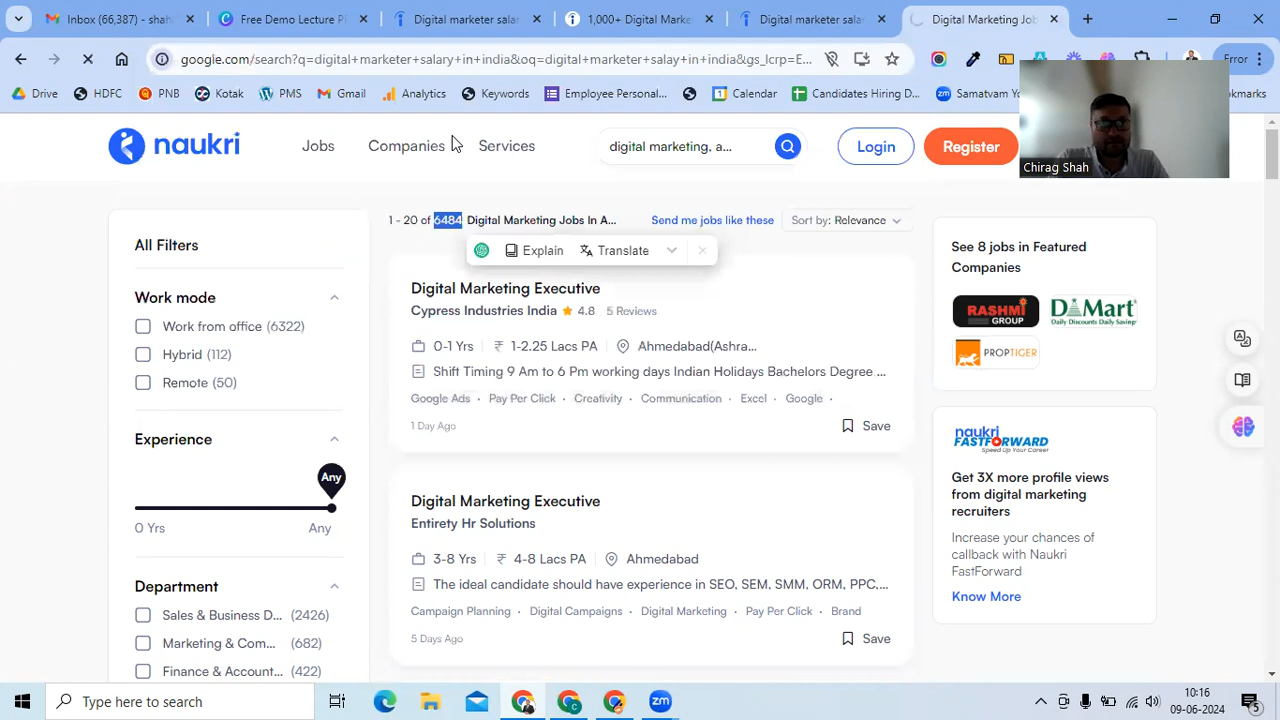 Inbox (66,387)
Free Demo Se
digital marke
1,000+
Digital marketing
google.com/search?q=digital+marketer+salary+in+india&oq=digital+marketer+salay+in+india&gs_lcrp=E...
Error
Drive
HDFC
PNB
Kotak
PMS
Gmail
Analytics
Keywords
Employee Personal...
Calendar
Candidates Hiring D...
Samatvam Yo
okmarks
Chirag Shah
naukri
Jobs
Companies
Services
digital marketing, a...
Login
Register
All Filters
Work mode
Work from office (6322)
Hybrid (112)
Remote (50)
Experience
Any
0 Yrs
Any
Department
Sales & Business D... (2426)
Marketing & Com... (682)
Finance & Account... (422)
1 - 20 of 6484 Digital Marketing Jobs In A...
Send me jobs like these
Sort by: Relevance
Explain
Translate
Digital Marketing Executive
Cypress Industries India 4.8 5 Reviews
0-1 Yrs ₹ 1-2.25 Lacs PA Ahmedabad(Ashra...
Shift Timing 9 Am to 6 Pm working days Indian Holidays Bachelors Degree ...
Google Ads · Pay Per Click · Creativity · Communication · Excel · Google ·
1 Day Ago
Save
Digital Marketing Executive
Entirety Hr Solutions
3-8 Yrs ₹ 4-8 Lacs PA Ahmedabad
The ideal candidate should have experience in SEO, SEM, SMM, ORM, PPC,...
Campaign Planning · Digital Campaigns · Digital Marketing · Pay Per Click · Brand
5 Days Ago
Save
See 8 jobs in Featured
Companies
RASHMI
GROUP
D MART
Daily Discounts Daily Savings
PROPTIGER
naukri
FASTFORWARD
Speed Up Your Career
Get 3X more profile views
from digital marketing
recruiters
Increase your chances of
callback with Naukri
FastForward
Know More
Type here to search
10:16
09-06-2024
5